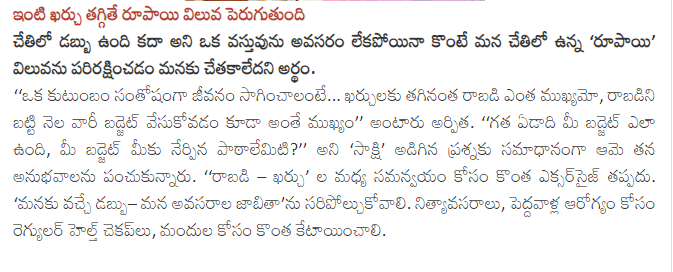 ఇంటి ఖర్చు తగ్గితే రూపాయి విలువ పెరుగుతుంది
చేతిలో డబ్బు ఉంది కదా అని ఒక వస్తువును అవసరం లేకపోయినా కొంటే మన చేతిలో ఉన్న ‘రూపాయి’
విలువను పరిరక్షించడం మనకు చేతకాలేదని అర్థం.
‘‘ఒక కుటుంబం సంతోషంగా జీవనం సాగించాలంటే... ఖర్చులకు తగినంత రాబడి ఎంత ముఖ్యమో, రాబడిని
బట్టి నెల వారీ బడ్జెట్ వేసుకోవడం కూడా అంతే ముఖ్యం’’ అంటారు అర్పిత. ‘‘గత ఏడాది మీ బడ్జెట్ ఎలా
ఉంది, మీ బడ్జెట్ మీకు నేర్పిన పాఠాలేమిటి?’’ అని ‘సాక్షి’ అడిగిన ప్రశ్నకు సమాధానంగా ఆమె తన
అనుభవాలను పంచుకున్నారు. ‘‘రాబడి – ఖర్చు’ ల మధ్య సమన్వయం కోసం కొంత ఎక్సర్‌సైజ్ తప్పదు.
‘మనకు వచ్చే డబ్బు– మన అవసరాల జాబితా’ను సరిపోల్చుకోవాలి. నిత్యావసరాలు, పెద్దవాళ్ల ఆరోగ్యం కోసం
రెగ్యులర్ హెల్త్ చెకప్‌లు, మందుల కోసం కొంత కేటాయించాలి.